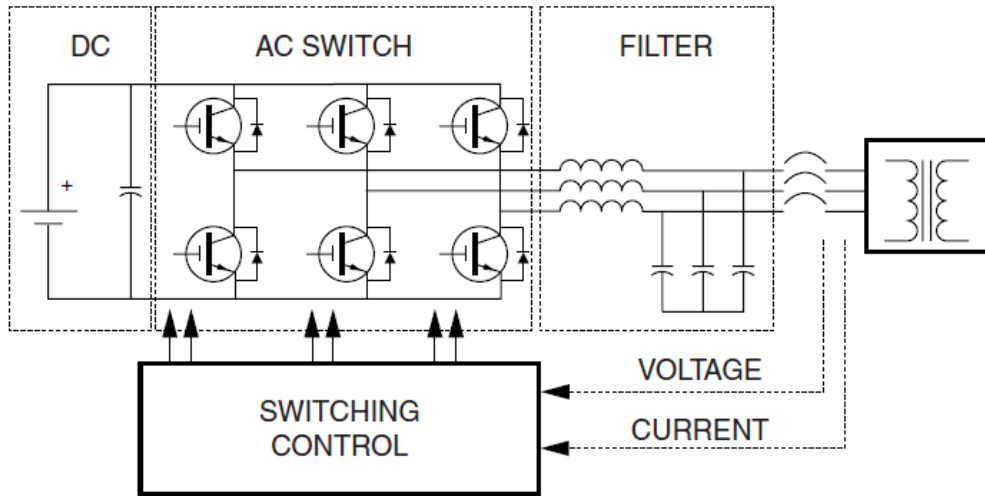 DC
AC SWITCH
FILTER
+
VOLTAGE
SWITCHING
CONTROL
CURRENT